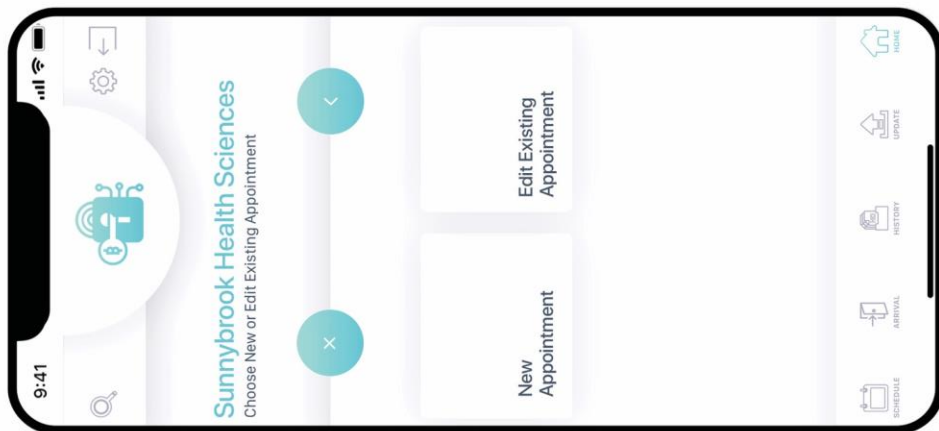 9:41
Sunnybrook Health Sciences
Choose New or Edit Existing Appointment
New
Appointment
Edit Existing
Appointment
SCHEDULE
ARRIVAL
HISTORY
UPDATE
HOME